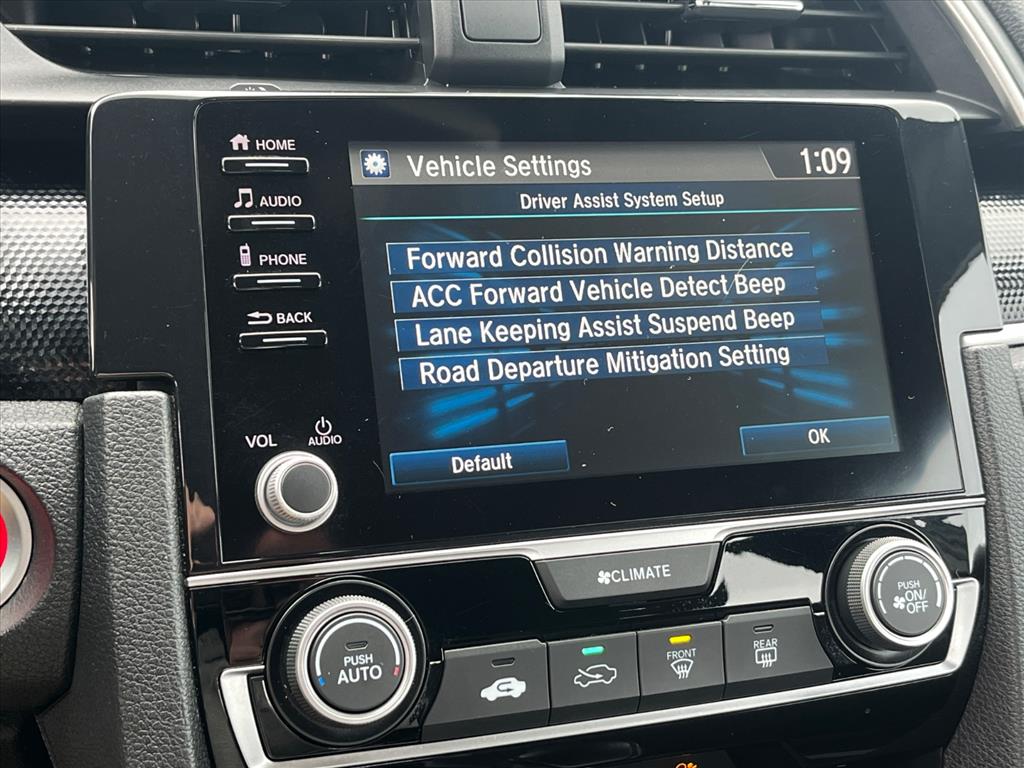 HOME
AUDIO
PHONE
BACK
VOL
AUDIO
Vehicle Settings 1:09
Driver Assist System Setup
Forward Collision Warning Distance
ACC Forward Vehicle Detect Beep
Lane Keeping Assist Suspend Beep
Road Departure Mitigation Setting
Default
OK
CLIMATE
PUSH
AUTO
FRONT
REAR
PUSH
ON/
OFF